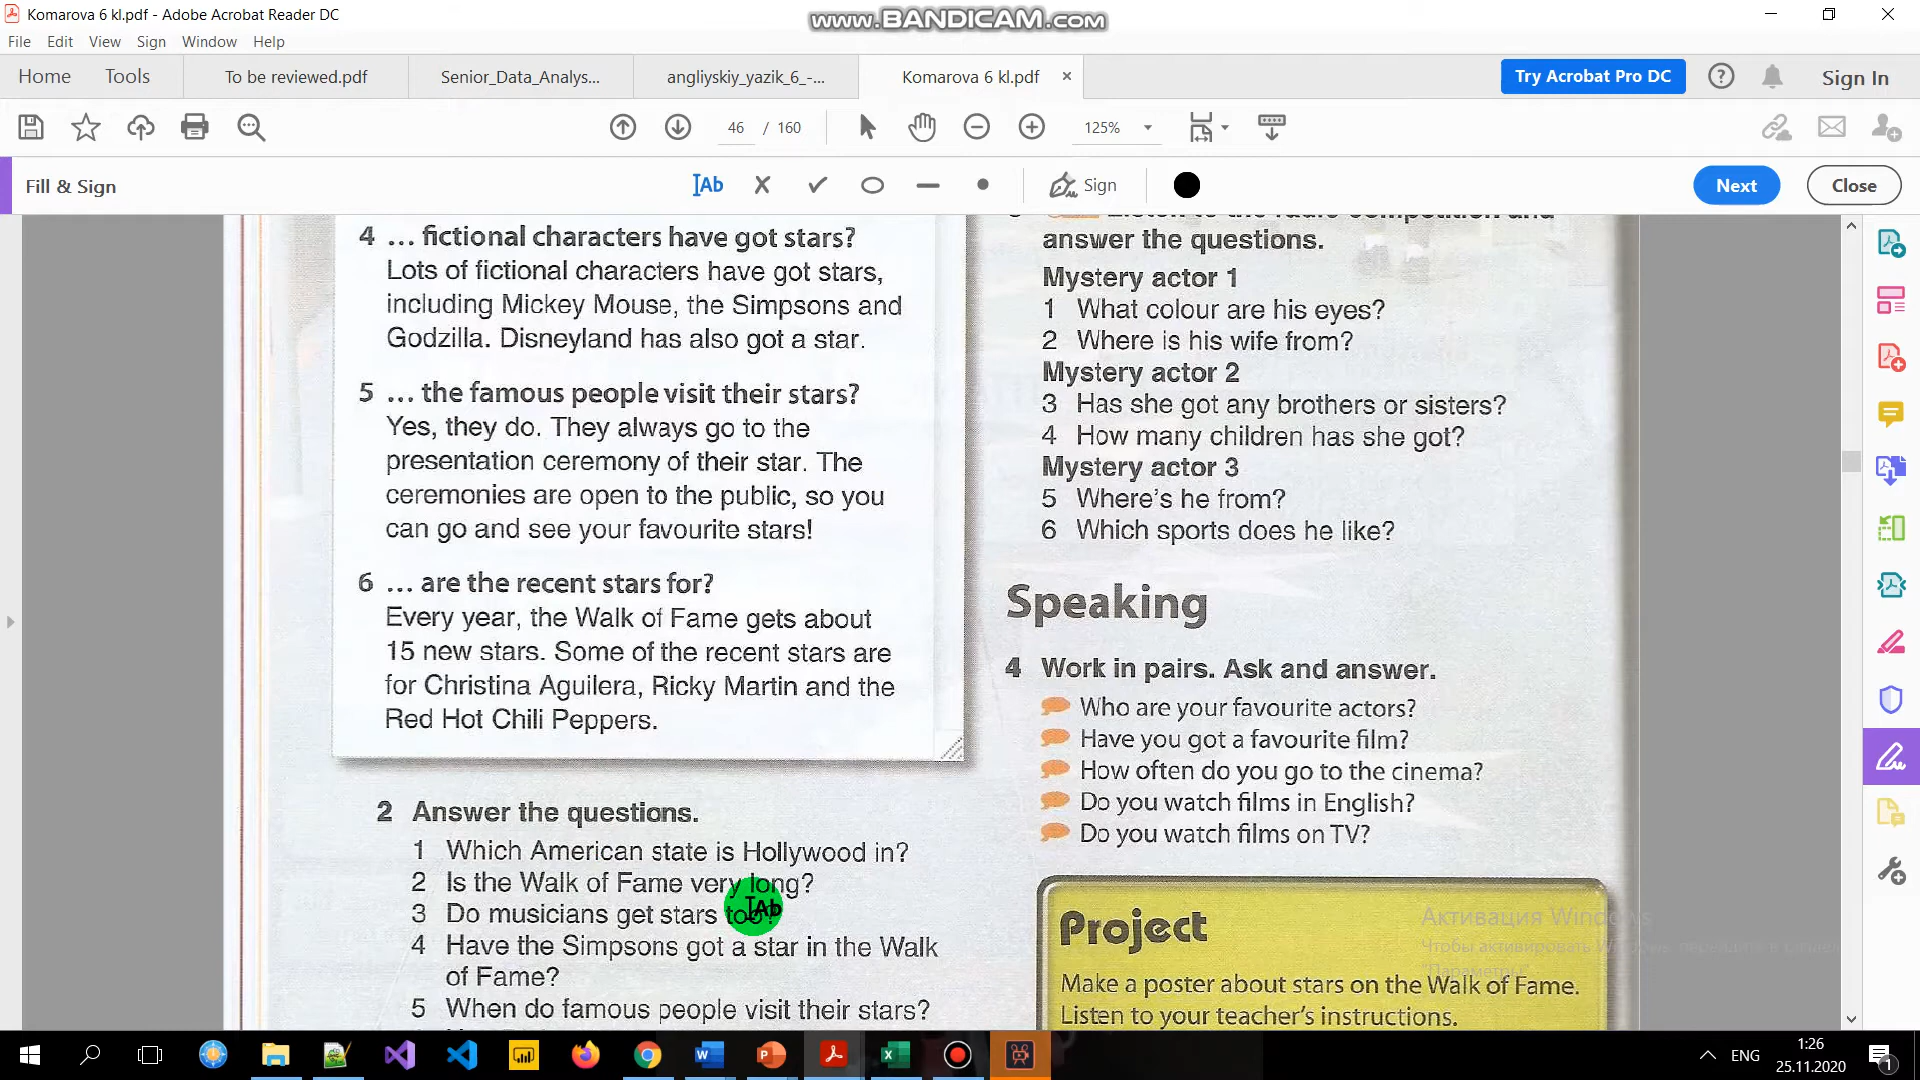 Komarova 6 kl.pdf - Adobe Acrobat Reader DC
www.BANDICAM.com
File Edit View Sign Window Help
Home Tools To be reviewed.pdf Senior_Data_Analys... angliyskiy_yazik_6_-... Komarova 6 kl.pdf × Try Acrobat Pro DC Sign In
46 / 160 125%
Fill & Sign Ab Sign Next Close
4 ... fictional characters have got stars?
Lots of fictional characters have got stars,
including Mickey Mouse, the Simpsons and
Godzilla. Disneyland has also got a star.
5 ... the famous people visit their stars?
Yes, they do. They always go to the
presentation ceremony of their star. The
ceremonies are open to the public, so you
can go and see your favourite stars!
6 ... are the recent stars for?
Every year, the Walk of Fame gets about
15 new stars. Some of the recent stars are
for Christina Aguilera, Ricky Martin and the
Red Hot Chili Peppers.
2 Answer the questions.
1 Which American state is Hollywood in?
2 Is the Walk of Fame very long?
3 Do musicians get stars too?
4 Have the Simpsons got a star in the Walk
of Fame?
5 When do famous people visit their stars?
Listen to the radio competition and
answer the questions.
Mystery actor 1
1 What colour are his eyes?
2 Where is his wife from?
Mystery actor 2
3 Has she got any brothers or sisters?
4 How many children has she got?
Mystery actor 3
5 Where's he from?
6 Which sports does he like?
Speaking
4 Work in pairs. Ask and answer.
Who are your favourite actors?
Have you got a favourite film?
How often do you go to the cinema?
Do you watch films in English?
Do you watch films on TV?
Project
Make a poster about stars on the Walk of Fame.
Listen to your teacher's instructions.
Активация Windows
Чтобы активировать Windows, перейдите в раздел
"Параметры".
ENG
1:26
25.11.2020
1